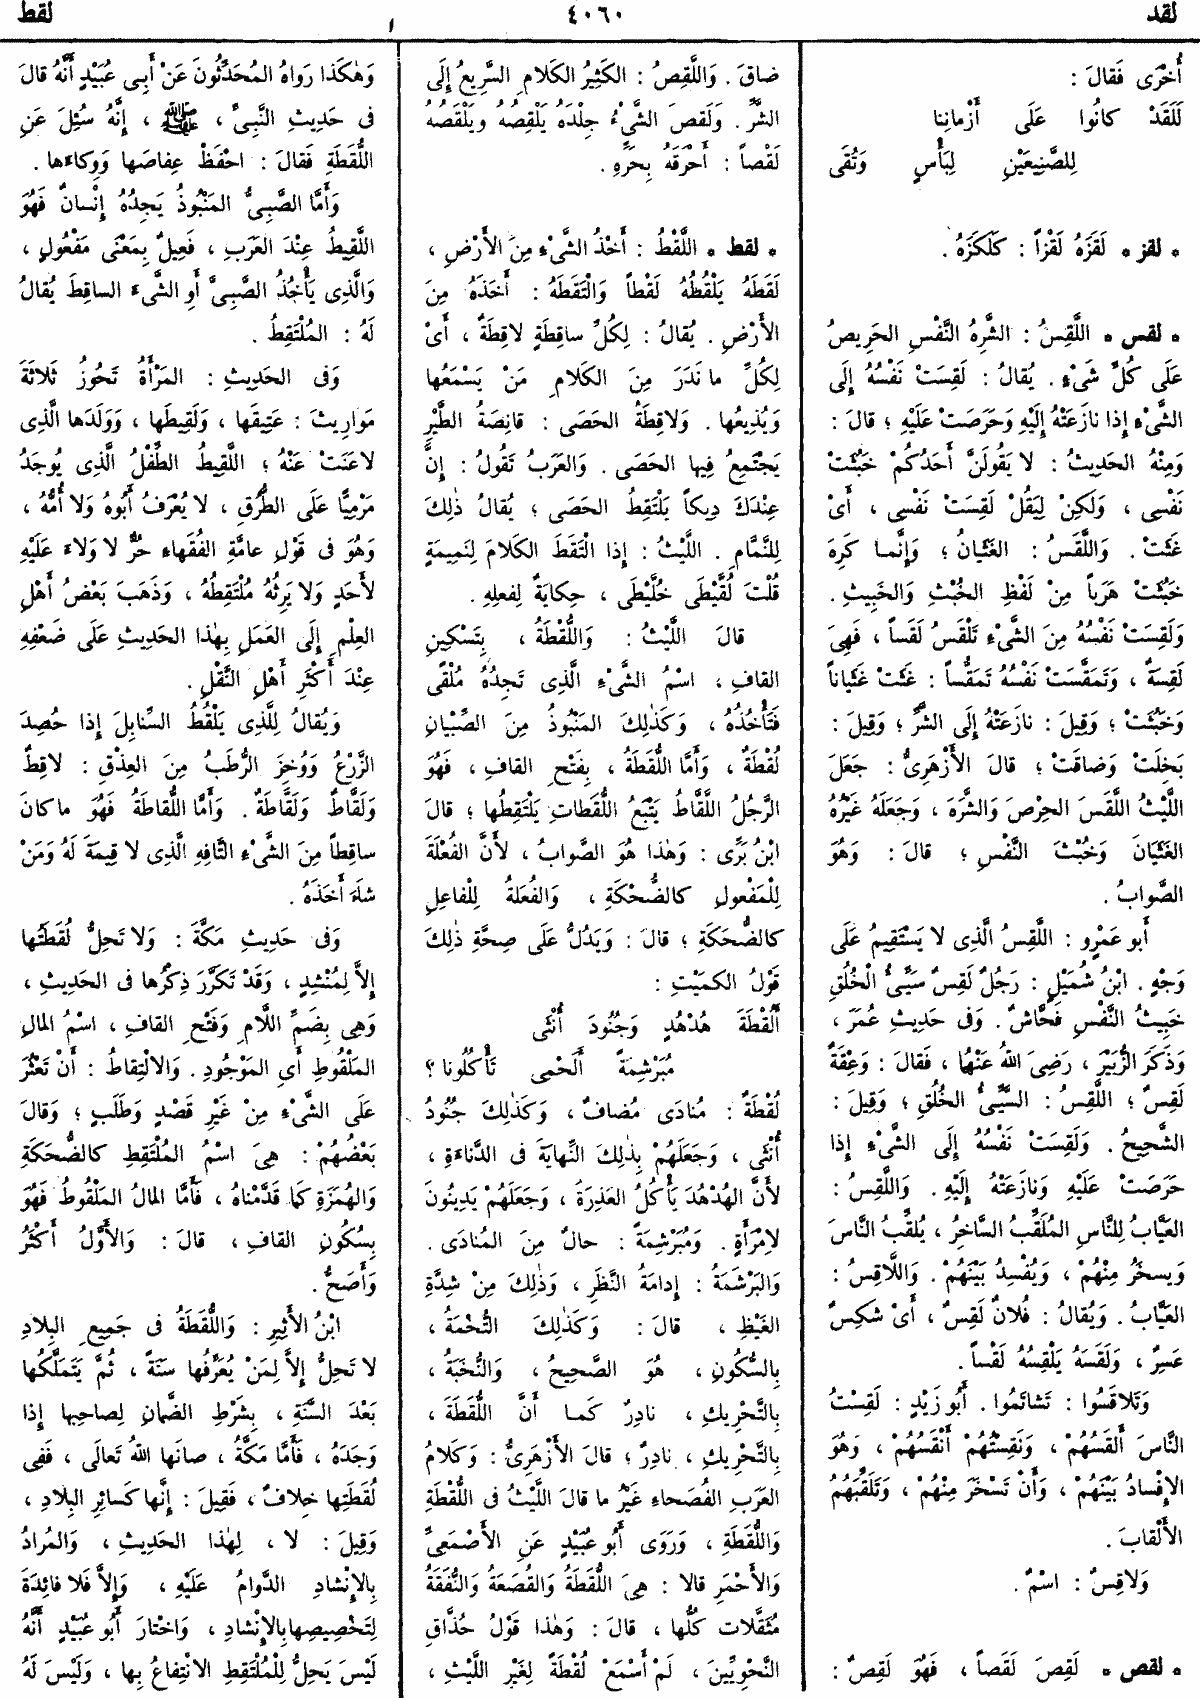 لقد
٤٠٦٠
لقط
أُخْرَى فَقالَ :
لَلَقَدْ كانُوا عَلَى أَزْمانِنا
لِلصَّنِيعَيْنِ لِبَأْسٍ وَتُقَى
* لقز * لَقَزَهُ لَقْزاً : كَلَكَزَهُ .
* لقس * اللَّقِسُ : الشَّرِهُ النَّفْسِ الحَرِيصُ
عَلَى كُلِّ شَىْءٍ . يُقالُ : لَقِسَتْ نَفْسُهُ إِلَى
الشَّىْءِ إِذا نازَعَتْهُ إِلَيْهِ وَحَرَصَتْ عَلَيْهِ ؛ قالَ :
وَمِنْهُ الحَدِيثُ : لا يَقُولَنَّ أَحَدُكُمْ خَبُثَتْ
نَفْسِى ، وَلَكِنْ لِيَقُلْ لَقِسَتْ نَفْسِى ، أَىْ
غَثَتْ . وَاللَّقَسُ : الغَثَيانُ ؛ وَإِنَّما كَرِهَ
خَبُثَتْ هَرَباً مِنْ لَفْظِ الخُبْثِ وَالخَبِيثِ .
وَلَقِسَتْ نَفْسُهُ مِنَ الشَّىْءِ تَلْقَسُ لَقَساً ، فَهِىَ
لَقِسَةٌ ، وَتَمَقَّسَتْ نَفْسُهُ تَمَقُّساً : غَثَتْ غَثَياناً
وَخَبُثَتْ ؛ وَقِيلَ : نازَعَتْهُ إِلَى الشَّرِّ ؛ وَقِيلَ :
بَخِلَتْ وَضاقَتْ ؛ قالَ الأَزْهَرِىُّ : جَعَلَ
اللَّيْثُ اللَّقَسَ الحِرْصَ وَالشَّرَهَ ، وَجَعَلَهُ غَيْرُهُ
الغَثَيَانَ وَخُبْثَ النَّفْسِ ؛ قالَ : وَهُوَ
الصَّوابُ .
أَبو عَمْرٍو : اللَّقِسُ الَّذِى لا يَسْتَقِيمُ عَلَى
وَجْهٍ . ابْنُ شُمَيْلٍ : رَجُلٌ لَقِسٌ سَيِّئُ الْخُلُقِ
خَبِيثُ النَّفْسِ فَحَّاشٌ . وَفى حَدِيثِ عُمَرَ ،
وَذَكَرَ الزُّبَيْرَ ، رَضِىَ اللهُ عَنْهُا ، فَقالَ : وَعِقَةٌ
لَقِسٌ ؛ اللَّقِسُ : السَّيِّئُ الخُلُقِ ؛ وَقِيلَ :
الشَّحِيحُ . وَلَقِسَتْ نَفْسُهُ إِلَى الشَّىْءِ إِذا
حَرَصَتْ عَلَيْهِ وَنازَعَتْهُ إِلَيْهِ . وَاللَّقِسُ :
العَيَّابُ لِلنَّاسِ المُلَقِّبُ السَّاخِرُ ، يُلَقِّبُ النَّاسَ
وَيسخَرُ مِنْهُمْ ، وَيُفْسِدُ بَيْنَهُمْ . وَاللَّاقِسُ :
العَيَّابُ . وَيُقالُ : فُلانٌ لَقِسٌ ، أَىْ شَكِسٌ
عَسِرٌ ، وَلَقَسَهُ يَلْقِسُهُ لَقْساً .
وَتَلاقَسُوا : تَشاتَمُوا . أَبُو زَيْدٍ : لَقِسْتُ
النَّاسَ أَلْقَسُهُمْ ، وَنَقِسْتُهُمْ أَنْقَسُهُمْ ، وَهُوَ
الإِفْسادُ بَيْنَهُمْ ، وَأَنْ تَسْخَرَ مِنْهُمْ ، وَتُلَقِّبَهُمُ
الأَلْقابَ .
وَلاقِسٌ : اسْمٌ .
* لقص * لَقِصَ لَقَصاً ، فَهُوَ لَقِصٌ :
ضاقَ . وَاللَّقِصُ : الكَثِيرُ الكَلامِ السَّرِيعُ إِلَى
الشَّرِّ . وَلَقَصَ الشَّىْءُ جِلْدَهُ يَلْقِصُهُ ويَلْقَصُهُ
لَقْصاً : أَحْرَقَهُ بِحَرِّهِ .
* لقط * اللَّقْطُ : أَخْذُ الشَّىْءِ مِنَ الأَرْضِ ،
لَقَطَهُ يَلْقُطُهُ لَقْطاً وَالْتَقَطَهُ : أَخَذَهُ مِنَ
الأَرْضِ . يُقالُ : لِكُلِّ ساقِطَةٍ لاقِطَةٌ ، أَىْ
لِكُلِّ ما نَدَرَ مِنَ الكَلامِ مَنْ يَسْمَعُها
وَيُذِيعُها . وَلاقِطَةُ الحَصَى : قانِصَةُ الطَّيْرِ
يَجْتَمِعُ فِيها الحَصَى . وَالعَرَبُ تَقُولُ : إِنَّ
عِنْدَكَ دِيكاً يَلْتَقِطُ الحَصَى ؛ يُقالُ ذٰلِكَ
لِلنَّمَّامِ . اللَّيْثُ : إِذا الْتَقَطَ الكَلامَ لِنَمِيمَةٍ
قُلْتَ لُقَّيْطَى خُلَّيْطَى ، حِكايَةٌ لِفعلِهِ .
قالَ اللَّيْثُ : وَاللُّقْطَةُ ، بِتَسْكِينِ
القافِ ، اسْمُ الشَّىْءِ الَّذِى تَجِدُهُ مُلْقًى
فَتَأْخُذُهُ ، وَكَذٰلِكَ المَنْبُوذُ مِنَ الصِّبْيانِ
لُقْطَةٌ ، وَأَمَّا اللُّقَطَةُ ، بِفَتْحِ القافِ ، فَهُوَ
الرَّجُلُ اللَّقَّاطُ يَتْبَعُ اللُّقَطاتِ يَلْتَقِطُها ؛ قالَ
ابْنُ بَرِّى : وَهٰذا هُوَ الصَّوابُ ، لأَنَّ الفُعْلَةَ
لِلْمَفْعولِ كالضُّحْكَةِ ، وَالفُعَلَةُ لِلْفاعِلِ
كالضُّحَكَةِ ؛ قالَ : وَيَدُلُّ عَلَى صِحَّةِ ذٰلِكَ
قَوْلُ الكميْتِ :
أَلُقْطَةَ هُدْهُدٍ وَجُنُودَ أُنْثَى
مُبَرْشِمَةً أَلَحْمِى تَأْكُلُونا ؟
لُقْطَةَ : مُنادَى مُضافٌ ، وَكَذٰلِكَ جُنُودُ
أُنْثَى ، وَجَعَلَهُمْ بِذٰلِكَ النِّهايَةَ فى الدَّناءَةِ ،
لأَنَّ الهُدْهُدَ يَأْكُلُ العَذِرَةَ ، وَجَعَلَهُمْ يَدِينُونَ
لامْرَأَةٍ . وَمُبَرْشِمَةً : حالٌ مِنَ المُنادَى .
وَالبَرْشَمَةُ : إِدامَةُ النَّظَرِ ، وَذٰلِكَ مِنْ شِدَّةِ
الغَيْظِ ، قالَ : وَكَذٰلِكَ التُّخْمَةُ ،
بِالسُّكُونِ ، هُوَ الصَّحِيحُ ، وَالنُّخَبَةُ ،
بِالتَّحْرِيكِ ، نادِرٌ كَما أَنَّ اللُّقَطَةَ ،
بِالتَّحْرِيكِ ، نادِرٌ ؛ قالَ الأَزْهَرِىُّ : وَكَلامُ
العَرَبِ الفُصَحاءِ غَيْرُ ما قالَ اللَّيْثُ فى اللُّقْطَةِ
وَاللُّقَطَةِ ، وَرَوَى أَبُو عُبَيْدٍ عَنِ الأَصْمَعِىِّ
وَالأَحْمَرِ قالا : هِىَ اللُّقَطَةُ وَالقُصَعَةُ وَالنُّفَقَةُ
مُثَقَّلات كُلُّها ، قالَ : وَهٰذا قَوْلُ حُذَّاقِ
النَّحْوِيِّينَ ، لَمْ أَسْمَعْ لُقْطَةً لِغَيْرِ اللَّيْثِ ،
وَهٰكَذا رَواهُ المُحَدِّثُونَ عَنْ أَبِى عُبَيْدٍ أَنَّهُ قالَ
فى حَدِيثِ النَّبِىِّ ، ﷺ ، إِنَّهُ سُئِلَ عَنِ
اللُّقَطَةِ فَقالَ : احْفَظْ عِفاصَها وَوِكاءَها .
وَأَمَّا الصَّبِىُّ المَنْبُوذُ يَجِدُهُ إِنْسانٌ فَهُوَ
اللَّقِيطُ عِنْدَ العَرَبِ ، فَعِيلٌ بِمَعْنَى مَفْعُولٍ ،
وَالَّذِى يَأْخُذُ الصَّبِىَّ أَوِ الشَّىءَ الساقِطَ يُقالُ
لَهُ : المُلْتَقِطُ .
وَفى الحَدِيثِ : المَرْأَةُ تَحُوزُ ثَلاثَةَ
مَوارِيثَ : عَتِيقَها ، وَلَقِيطَها ، وَوَلَدَها الَّذِى
لاعَنَتْ عَنْهُ ؛ اللَّقِيطُ الطِّفْلُ الَّذِى يُوجَدُ
مَرْمِيًّا عَلَى الطُّرُقِ ، لا يُعْرَفُ أَبُوهُ وَلا أُمُّهُ ،
وَهُوَ فى قَوْلِ عامَّةِ الفُقَهاءِ حُرٌّ لا وَلاءَ عَلَيْهِ
لأَحَدٍ وَلا يَرِثُهُ مُلْتَقِطُهُ ، وَذَهَبَ بَعْضُ أَهْلِ
العِلْمِ إِلَى العَمَلِ بِهٰذا الحَدِيثِ عَلَى ضَعْفِهِ
عِنْدَ أَكْثَرِ أَهْلِ النَّقْلِ .
وَيُقالُ لِلَّذِى يَلْقُطُ السَّنابِلَ إِذا حُصِدَ
الزَّرْعُ وَوُخِزَ الرُّطَبُ مِنَ العِذْقِ : لاقِطٌ
وَلَقَّاطٌ وَلَقَّاطَةٌ . وَأَمَّا اللُّقاطَةُ فَهُوَ ما كانَ
ساقِطاً مِنَ الشَّىْءِ التَّافِهِ الَّذِى لا قِيمَةَ لَهُ وَمَنْ
شاءَ أَخَذَهُ .
وَفى حَدِيثِ مَكَّةَ : وَلا تَحِلُّ لُقَطَتُها
إِلاَّ لِمُنْشِدٍ ، وَقَدْ تَكَرَّرَ ذِكْرُها فى الحَدِيثِ ،
وَهِى بِضَمِّ اللَّامِ وَفَتْحِ القافِ ، اسْمُ المالِ
المَلْقُوطِ أَىِ المَوْجُودِ . وَالالْتِقاطُ : أَنْ تَعْثُرَ
عَلَى الشَّىْءِ مِنْ غَيْرِ قَصْدٍ وَطَلَبٍ ؛ وَقالَ
بَعْضُهُمْ : هِىَ اسْمُ المُلْتَقِطِ كالضُّحَكَةِ
وَالهُمَزَةِ كَما قَدَّمْناهُ ، فَأَمَّا المالُ المَلْقُوطُ فَهُوَ
بِسُكُونِ القافِ ، قالَ : وَالأَوَّلُ أَكْثَرُ
وَأَصَحُّ .
ابْنُ الأَثِيرِ : وَاللُّقَطَةُ فى جَمِيعِ البِلادِ
لا تَحِلُّ إِلاَّ لِمَنْ يُعَرِّفُها سَنَةً ، ثُمَّ يَتَمَلَّكُها
بَعْدَ السَّنَةِ ، بِشَرْطِ الضَّمانِ لِصاحِبِها إِذا
وَجَدَهُ ، فَأَمَّا مَكَّةُ ، صانَها اللهُ تَعالَى ، فَفِى
لُقَطَتِها خِلافٌ ، فَقِيلَ : إِنَّها كَسائِرِ البِلادِ ،
وَقِيلَ : لا ، لِهٰذا الحَدِيثِ ، وَالمُرادُ
بِالإِنْشادِ الدَّوامُ عَلَيْهِ ، وَإِلاَّ فَلا فائِدَةَ
لِتَخْصِيصِها بِالإِنْشادِ ، وَاخْتارَ أَبُو عُبَيْدٍ أَنَّهُ
لَيْسَ يَحِلُّ لِلْمُلْتَقِطِ الانْتِفاعُ بِها ، وَلَيْسَ لَهُ